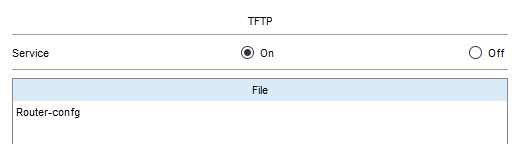 TFTP
Service On Off
File
Router-confg